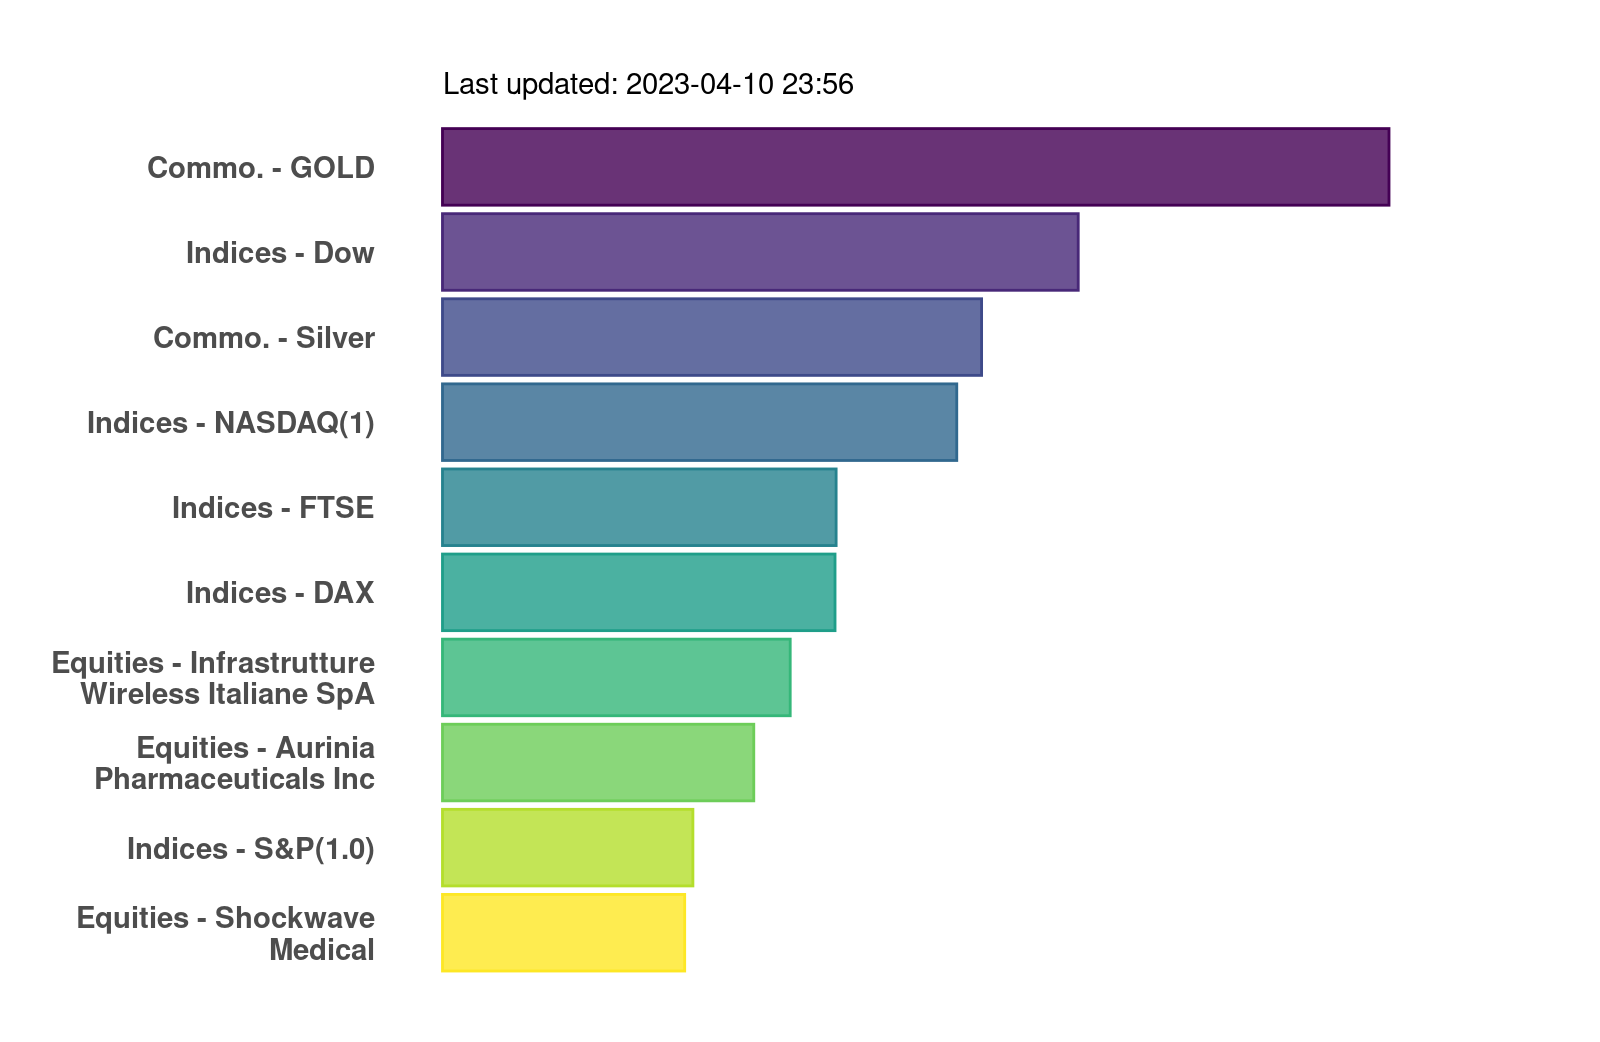 Last updated: 2023-04-10 23:56
Commo. - GOLD
Indices - Dow
Commo. - Silver
Indices - NASDAQ(1)
Indices - FTSE
Indices - DAX
Equities - Infrastrutture
Wireless Italiane SpA
Equities - Aurinia
Pharmaceuticals Inc
Indices - S&P(1.0)
Equities - Shockwave
Medical